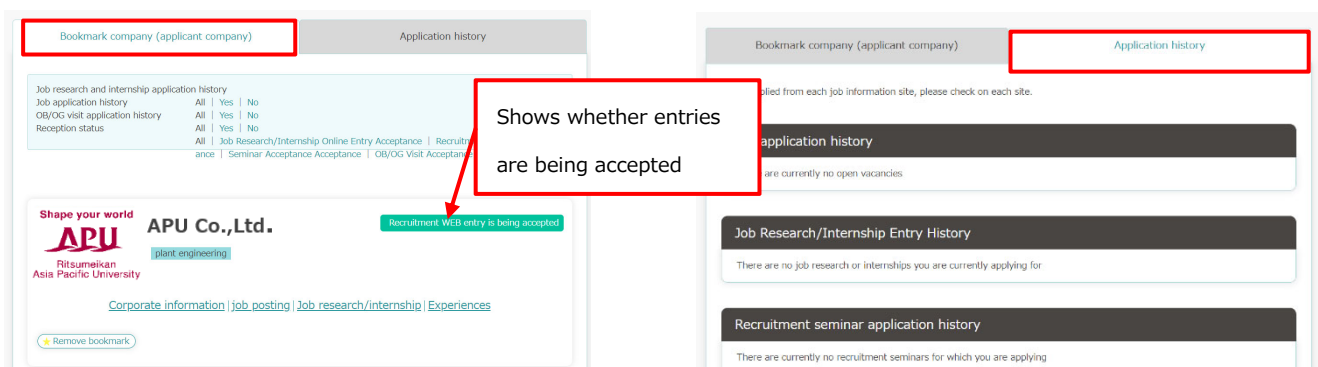 Bookmark company (applicant company)
Application history
Job research and internship application history
Job application history All | Yes | No
OB/OG visit application history All | Yes | No
Reception status All | Yes | No
All | Job Research/Internship Online Entry Acceptance | Recruitm
ance | Seminar Acceptance Acceptance | OB/OG Visit Acceptance
Shows whether entries
are being accepted
Shape your world
APU
Ritsumeikan
Asia Pacific University
APU Co.,Ltd.
plant engineering
Recruitment WEB entry is being accepted
Corporate information | job posting | Job research/internship | Experiences
Remove bookmark
Bookmark company (applicant company)
Application history
plied from each job information site, please check on each site.
application history
are currently no open vacancies
Job Research/Internship Entry History
There are no job research or internships you are currently applying for
Recruitment seminar application history
There are currently no recruitment seminars for which you are applying